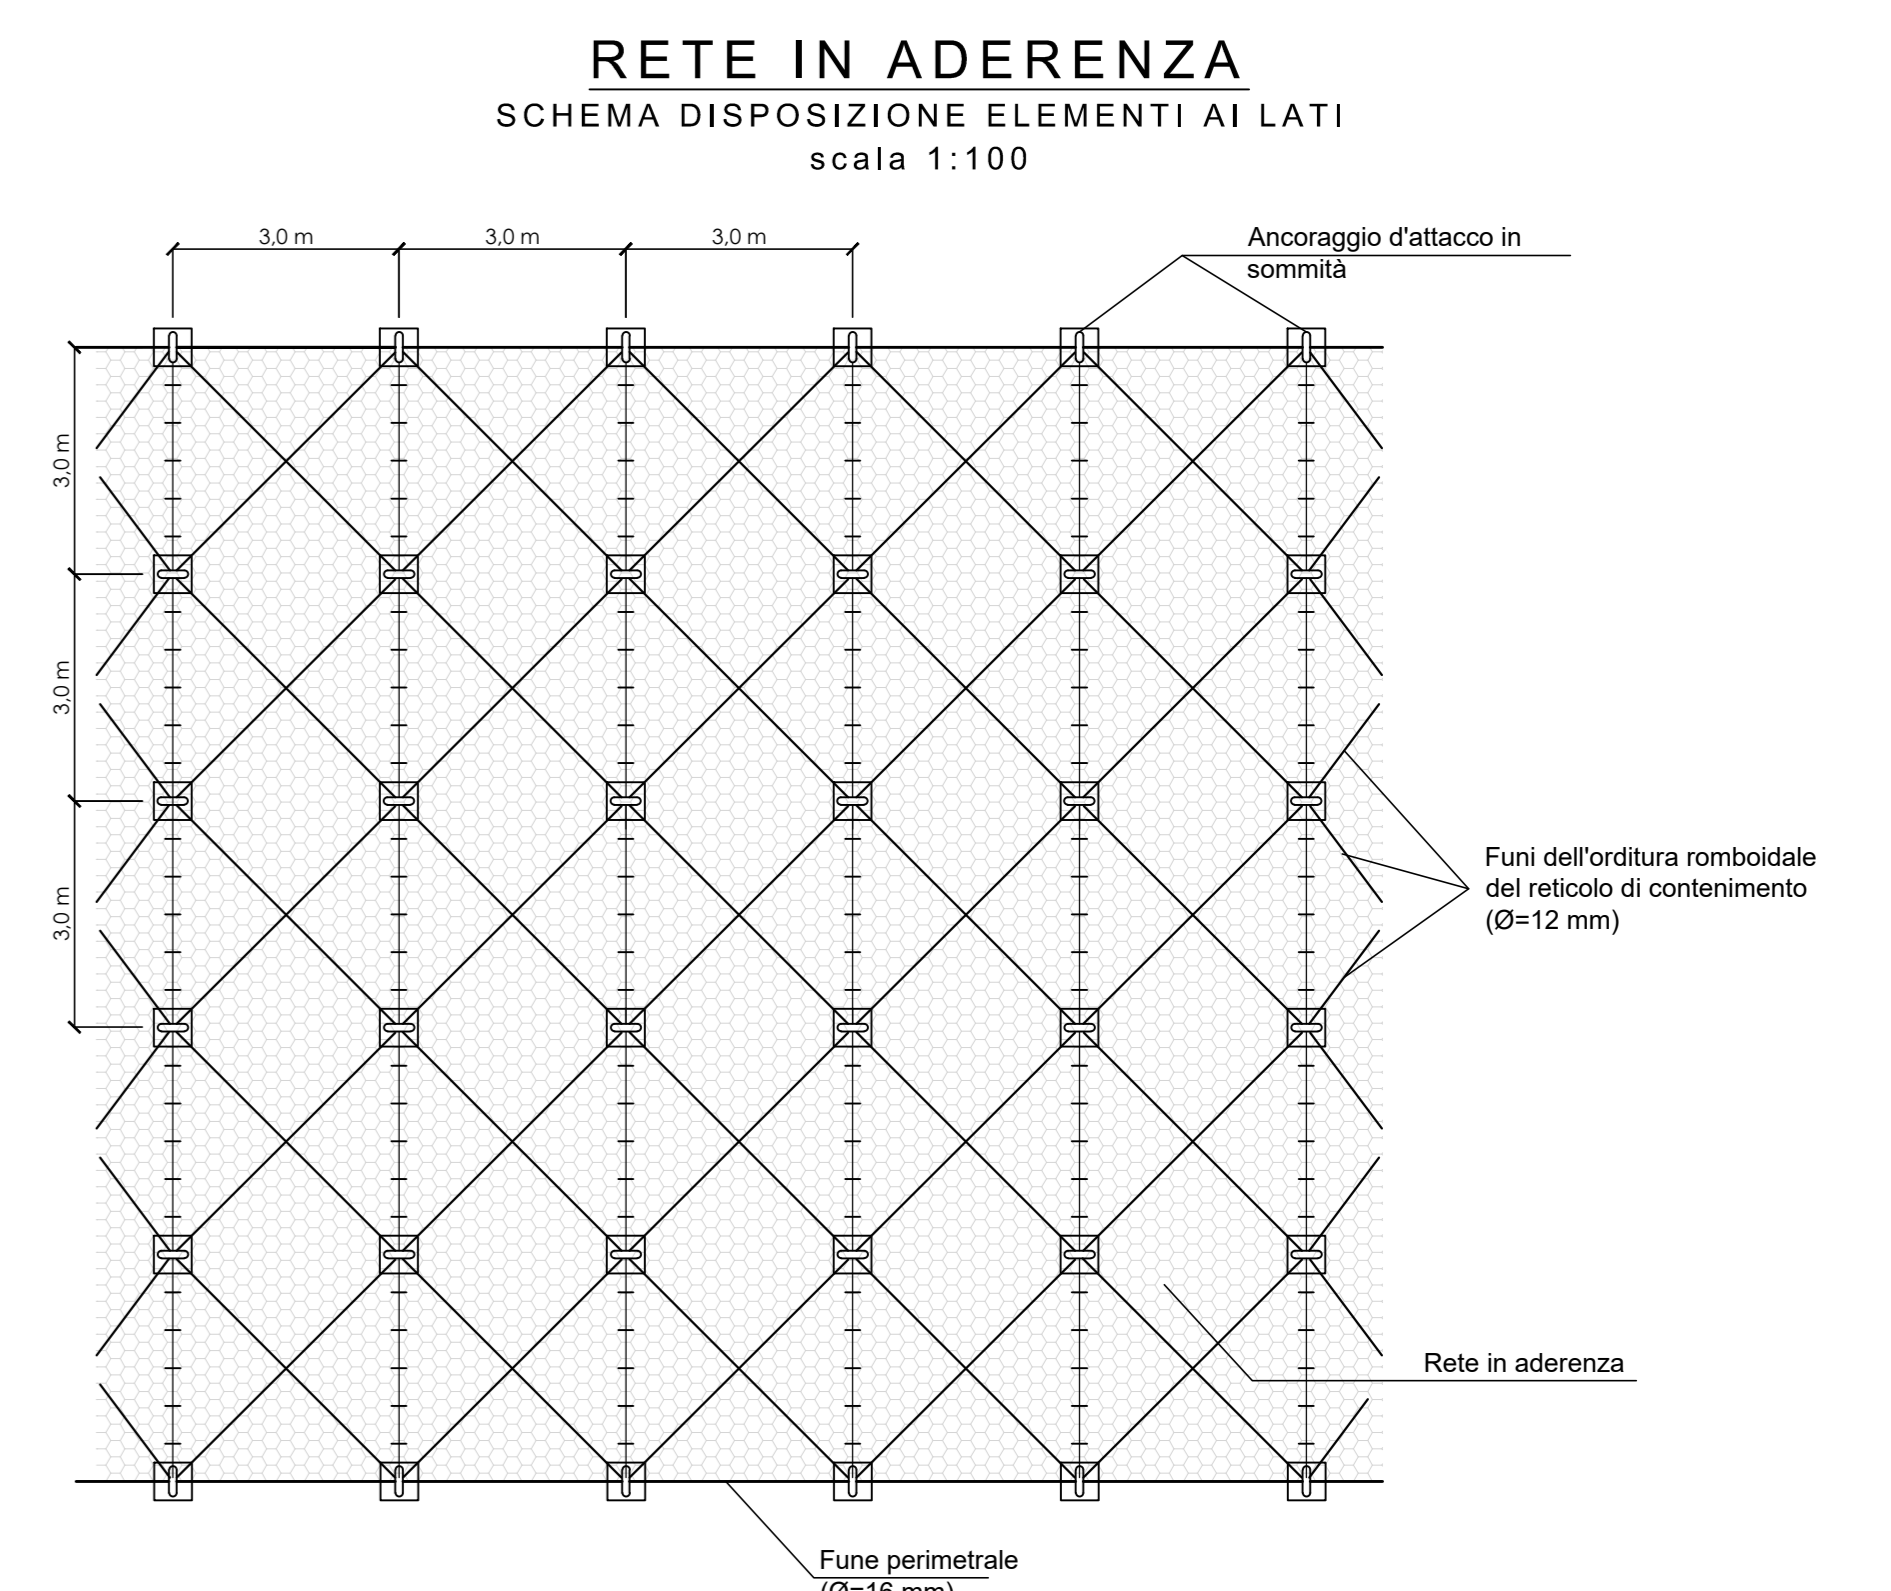 RETE IN ADERENZA
SCHEMA DISPOSIZIONE ELEMENTI AI LATI
scala 1:100
3,0 m
3,0 m
3,0 m
Ancoraggio d'attacco in
sommità
3,0 m
3,0 m
3,0 m
Funi dell'orditura romboidale
del reticolo di contenimento
(Ø=12 mm)
Rete in aderenza
Fune perimetrale
(Ø=16 mm)